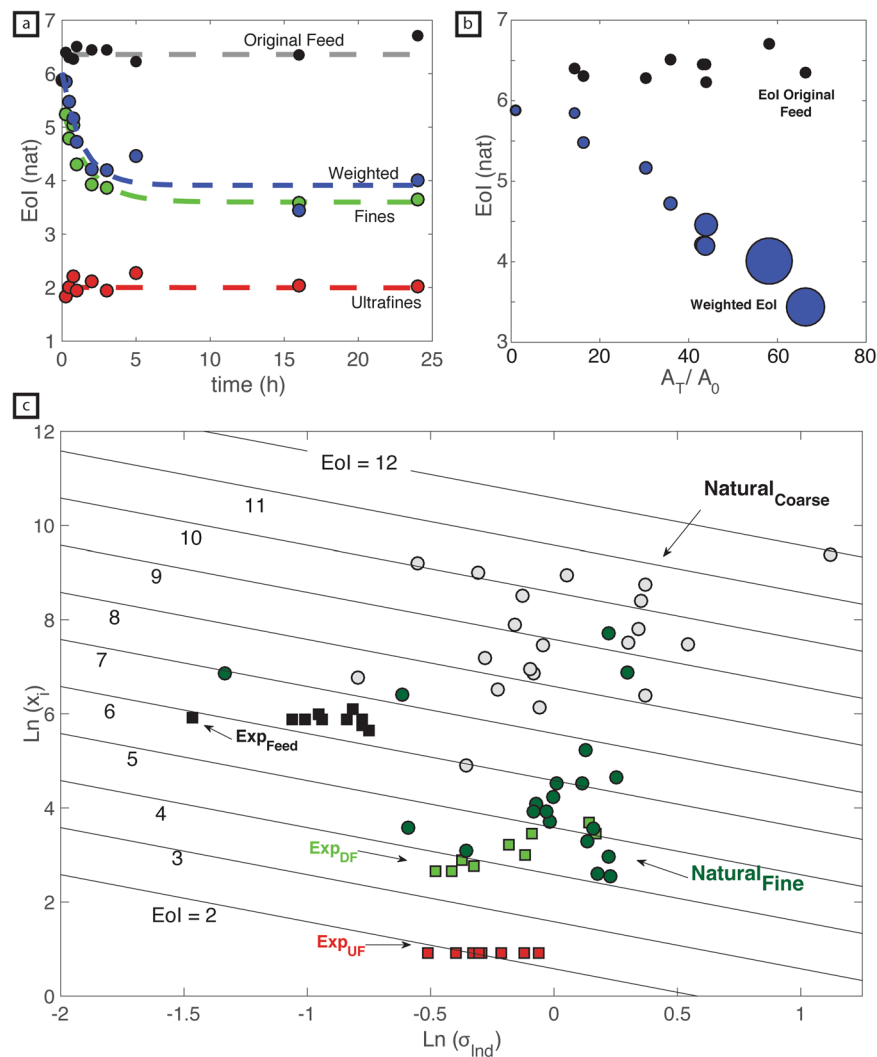 a
EoI (nat)
7
6
5
4
3
2
1
0
5
10
15
20
25
time (h)
Original Feed
Weighted
Fines
Ultrafines
b
EoI (nat)
7
6
5
4
3
0
20
40
60
80
A_T / A_0
EoI Original
Feed
Weighted EoI
c
Ln (x_i)
12
10
8
6
4
2
0
-2
-1.5
-1
-0.5
0
0.5
1
Ln (σ_Ind)
EoI = 12
11
10
9
8
7
6
5
4
3
EoI = 2
Natural_Coarse
Exp_Feed
Exp_DF
Natural_Fine
Exp_UF